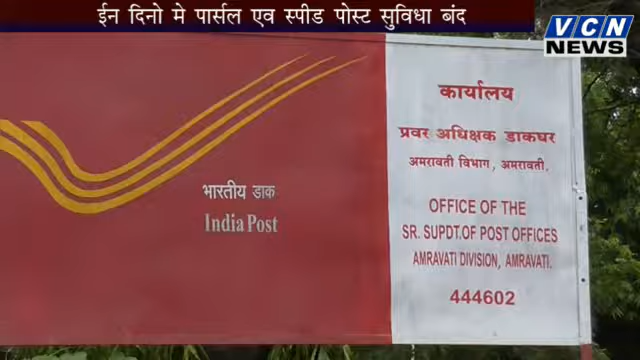 ईन दिनो मे पार्सल एव स्पीड पोस्ट सुविधा बंद
VCN
NEWS
भारतीय डाक
India Post
कार्यालय
प्रवर अधिक्षक डाकघर
अमरावती विभाग, अमरावती.
OFFICE OF THE
SR. SUPDT.OF POST OFFICES
AMRAVATI DIVISION, AMRAVATI.
444602